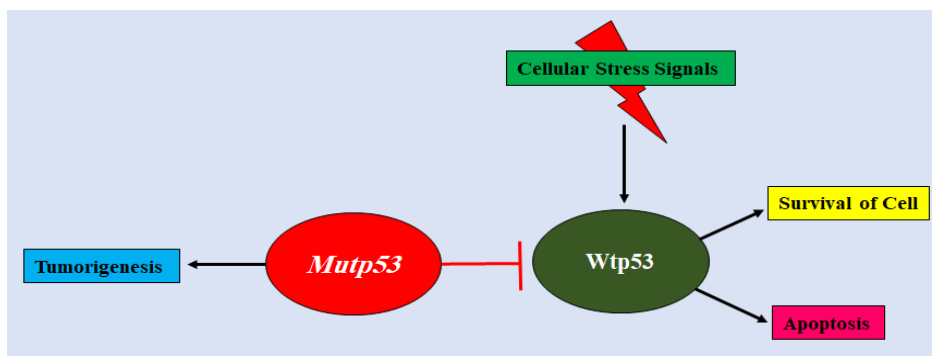 Cellular Stress Signals
Survival of Cell
Tumorigenesis
Mutp53
Wtp53
Apoptosis